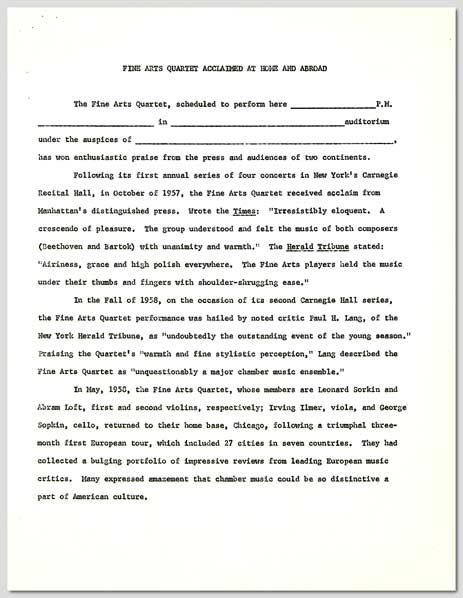 FINE ARTS QUARTET ACCLAIMED AT HOME AND ABROAD
The Fine Arts Quartet, scheduled to perform here ____________________P.M.
____________________ in ____________________auditorium
under the auspices of ____________________,
has won enthusiastic praise from the press and audiences of two continents.
Following its first annual series of four concerts in New York's Carnegie
Recital Hall, in October of 1957, the Fine Arts Quartet received acclaim from
Manhattan's distinguished press. Wrote the Times: "Irresistibly eloquent. A
crescendo of pleasure. The group understood and felt the music of both composers
(Beethoven and Bartok) with unanimity and warmth." The Herald Tribune stated:
"Airiness, grace and high polish everywhere. The Fine Arts players held the music
under their thumbs and fingers with shoulder-shrugging ease."
In the Fall of 1958, on the occasion of its second Carnegie Hall series,
the Fine Arts Quartet performance was hailed by noted critic Paul H. Lang, of the
New York Herald Tribune, as "undoubtedly the outstanding event of the young season."
Praising the Quartet's "warmth and fine stylistic perception," Lang described the
Fine Arts Quartet as "unquestionably a major chamber music ensemble."
In May, 1958, the Fine Arts Quartet, whose members are Leonard Sorkin and
Abram Loft, first and second violins, respectively; Irving Ilmer, viola, and George
Sopkin, cello, returned to their home base, Chicago, following a triumphal three-
month first European tour, which included 27 cities in seven countries. They had
collected a bulging portfolio of impressive reviews from leading European music
critics. Many expressed amazement that chamber music could be so distinctive a
part of American culture.